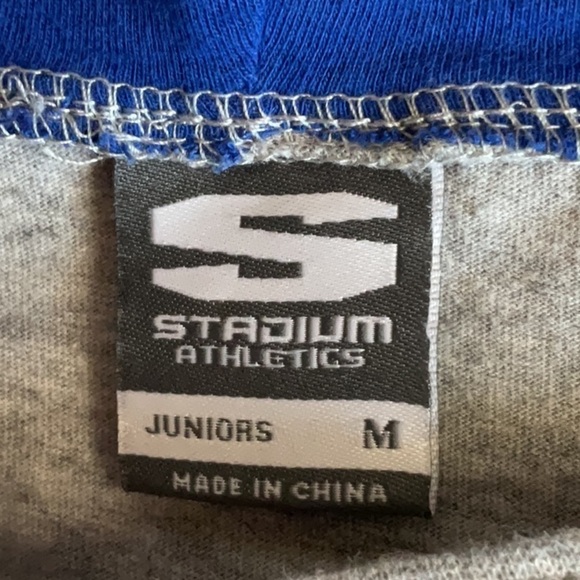 S
STADIUM
ATHLETICS
JUNIORS M
MADE IN CHINA